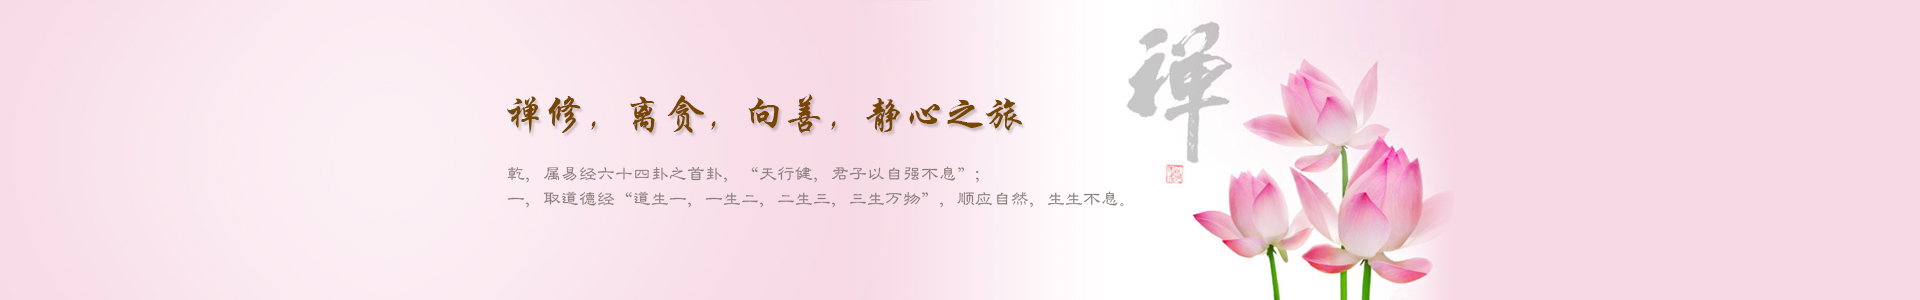 禅修，离贪，向善，静心之旅
乾，属易经六十四卦之首卦，“天行健，君子以自强不息”；
一，取道德经“道生一，一生二，二生三，三生万物”，顺应自然，生生不息。
禅